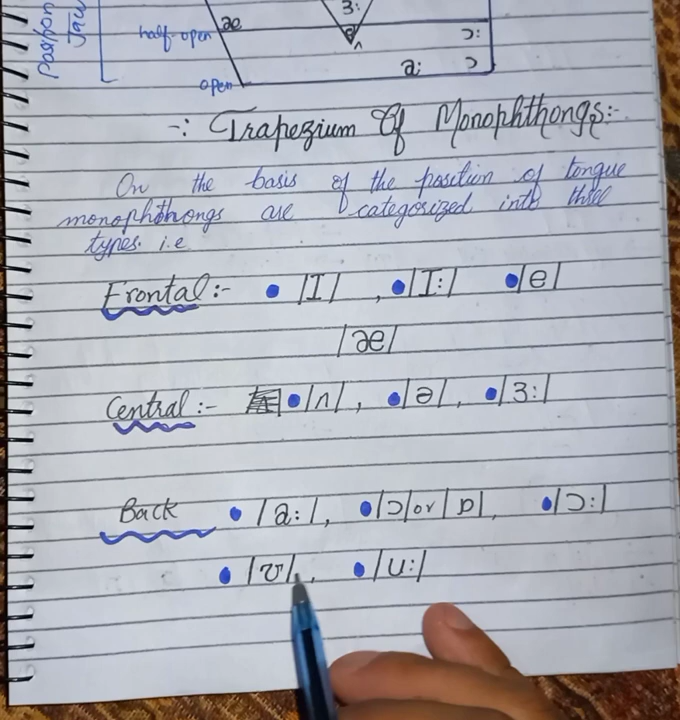 Position
Jaw
3:
half-open
æ
ə
ʌ
ɔ:
a:
ɔ
open
∴ Trapezium Of Monophthongs:-
On the basis of the position of tongue
monophthongs are categorized into three
types. i.e
Frontal:- • |I| , • |I:| • |e|
|æ|
Central:- • |ʌ|, • |ə|, • |3:|
Back • |a:|, • |ɔ| or |ɒ|, • |ɔ:|
• |ʊ|, • |u:|